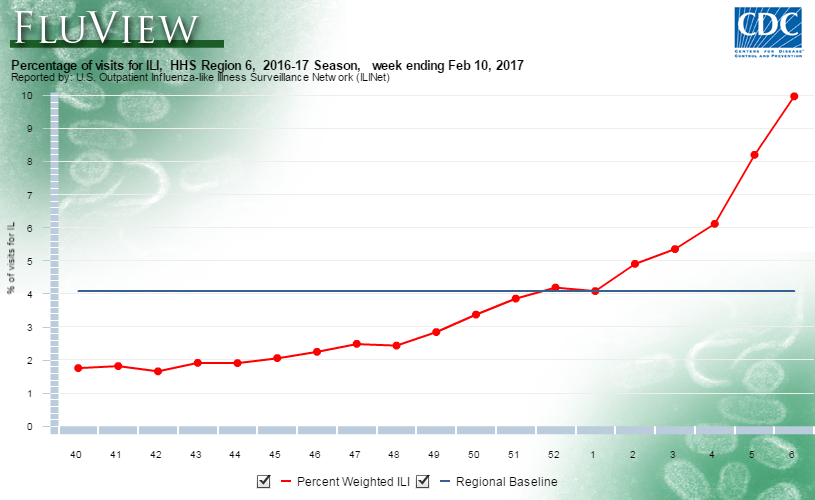 FLUVIEW
CDC
CENTERS FOR DISEASE
CONTROL AND PREVENTION
Percentage of visits for ILI, HHS Region 6, 2016-17 Season, week ending Feb 10, 2017
Reported by: U.S. Outpatient Influenza-like Illness Surveillance Network (ILINet)
10
9
8
7
6
5
4
3
2
1
0
% of visits for IL
40 41 42 43 44 45 46 47 48 49 50 51 52 1 2 3 4 5 6
Percent Weighted ILI Regional Baseline